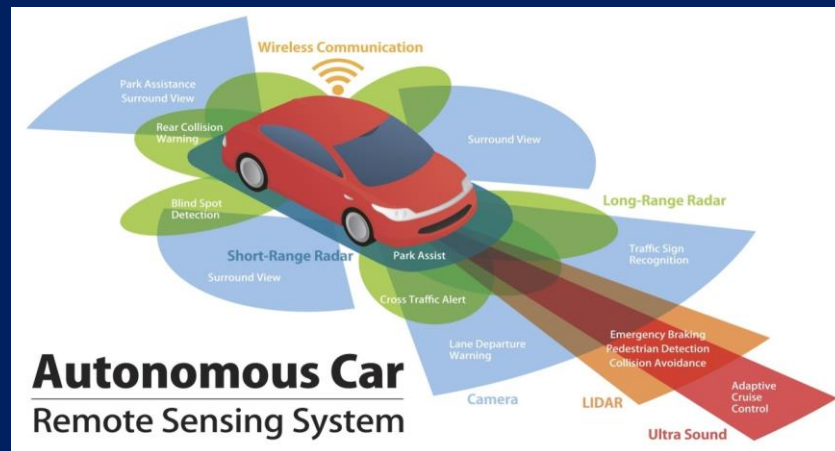 Wireless Communication
Park Assistance
Surround View
Rear Collision
Warning
Surround View
Blind Spot
Detection
Long-Range Radar
Short-Range Radar
Park Assist
Traffic Sign
Recognition
Surround View
Cross Traffic Alert
Lane Departure
Warning
Emergency Braking
Pedestrian Detection
Collision Avoidance
Adaptive
Cruise
Control
Camera
LIDAR
Ultra Sound
Autonomous Car
Remote Sensing System